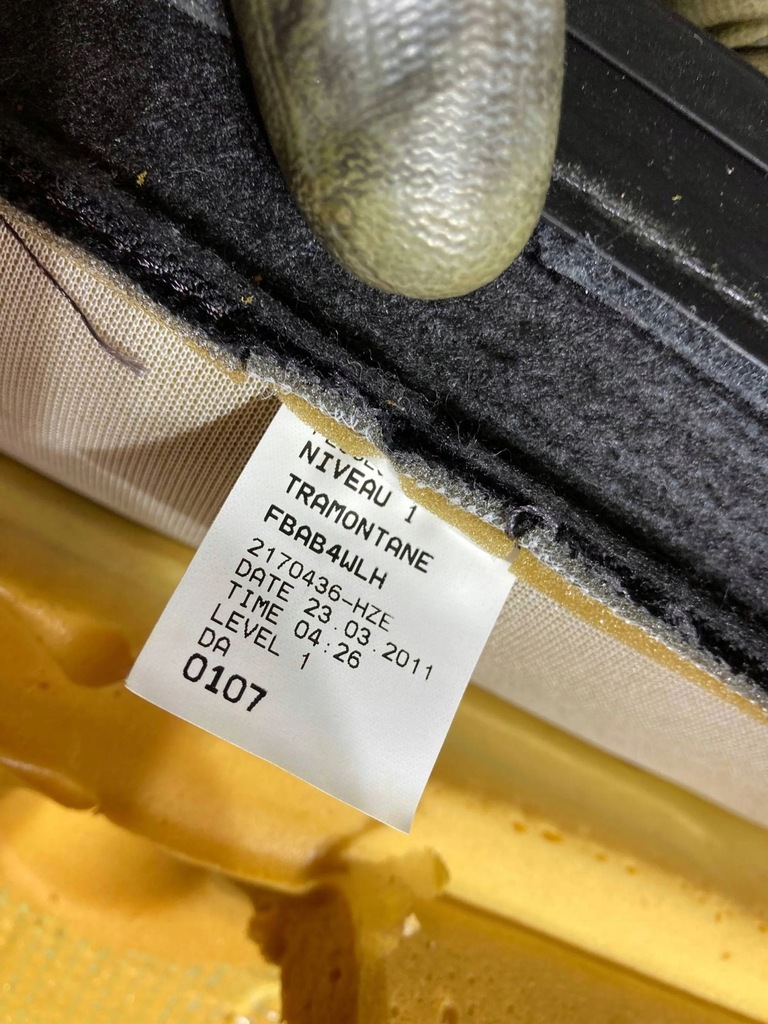 NIVEAU 1
TRAMONTANE
FBAB4WLH
2170436-HZE
DATE 23.03.2011
TIME 04:26
LEVEL 1
DA
0107